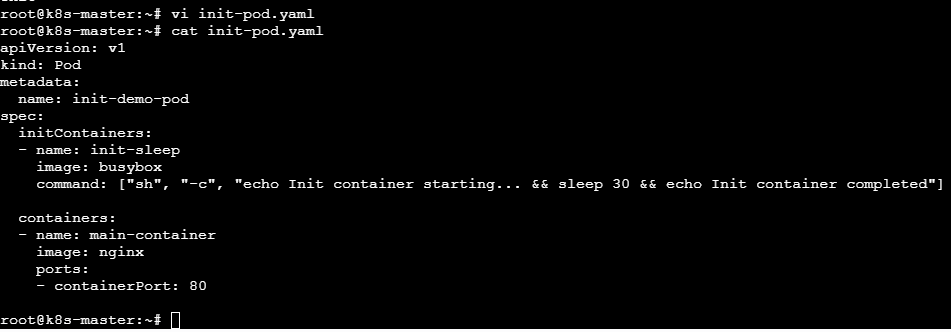 root@k8s-master:~# vi init-pod.yaml
root@k8s-master:~# cat init-pod.yaml
apiVersion: v1
kind: Pod
metadata:
  name: init-demo-pod
spec:
  initContainers:
  - name: init-sleep
    image: busybox
    command: ["sh", "-c", "echo Init container starting... && sleep 30 && echo Init container completed"]

  containers:
  - name: main-container
    image: nginx
    ports:
    - containerPort: 80

root@k8s-master:~#